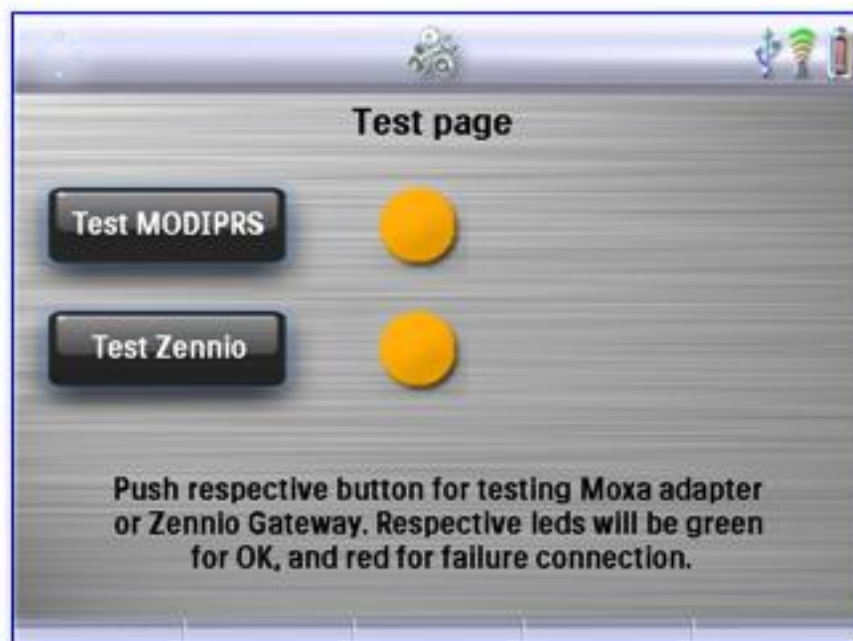 Test page
Test MODIPRS
Test Zennio
Push respective button for testing Moxa adapter
or Zennio Gateway. Respective leds will be green
for OK, and red for failure connection.